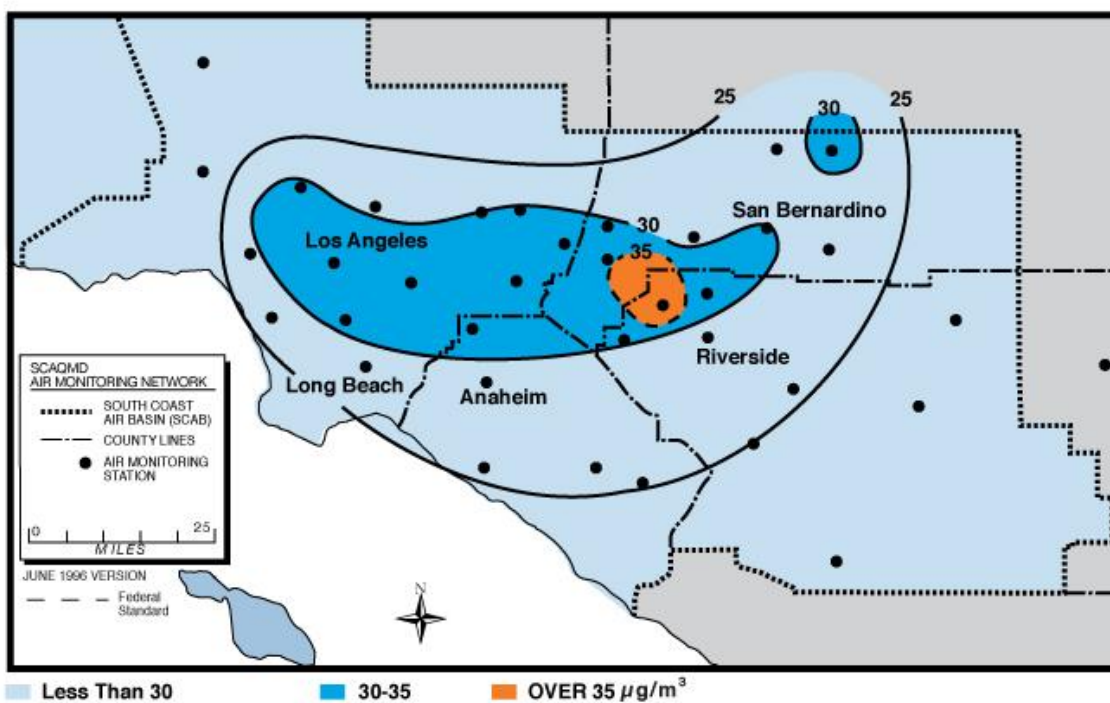 25
30
25
San Bernardino
30
Los Angeles
35
Riverside
Long Beach
Anaheim
SCAQMD
AIR MONITORING NETWORK
SOUTH COAST
AIR BASIN (SCAB)
COUNTY LINES
AIR MONITORING
STATION
0 25
MILES
JUNE 1996 VERSION
Federal
Standard
N
Less Than 30 30-35 OVER 35 µg/m³